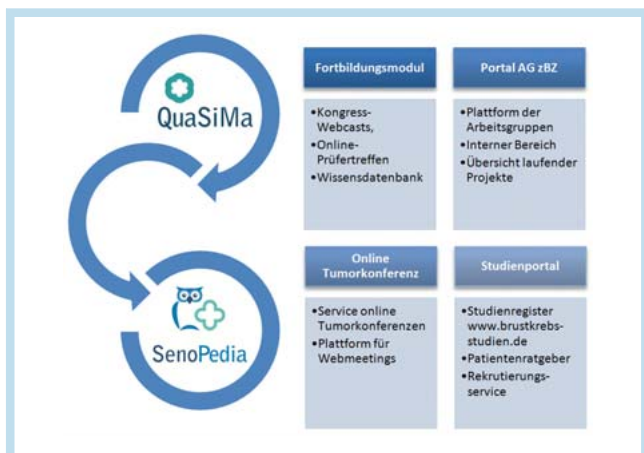 QuaSiMa
SenoPedia
Fortbildungsmodul
•Kongress-
Webcasts,
•Online-
Prüfertreffen
•Wissensdatenbank
Portal AG zBZ
•Plattform der
Arbeitsgruppen
•Interner Bereich
•Übersicht laufender
Projekte
Online
Tumorkonferenz
•Service online
Tumorkonferenzen
•Plattform für
Webmeetings
Studienportal
•Studienregister
www.brustkrebs-
studien.de
•Patientenratgeber
•Rekrutierungs-
service